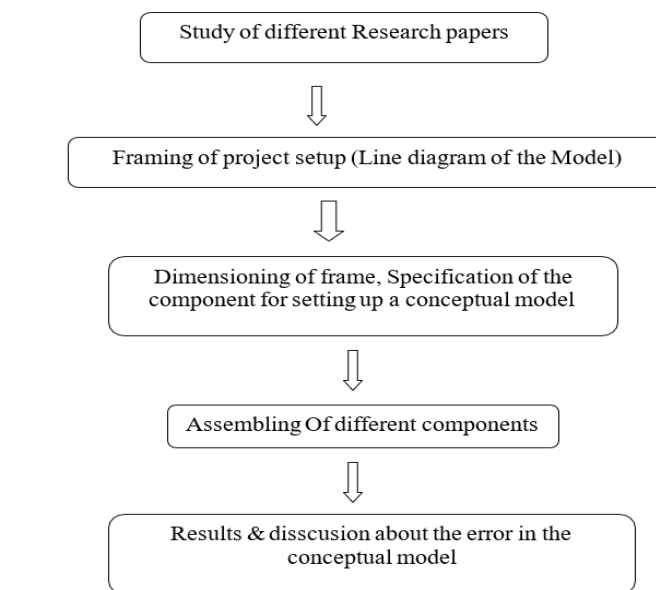 Study of different Research papers
Framing of project setup (Line diagram of the Model)
Dimensioning of frame, Specification of the
component for setting up a conceptual model
Assembling Of different components
Results & disscusion about the error in the
conceptual model